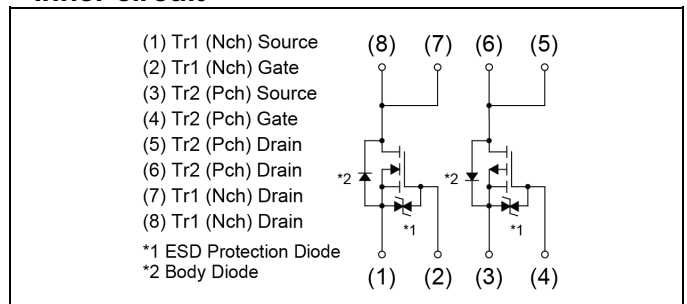 (1) Tr1 (Nch) Source
(2) Tr1 (Nch) Gate
(3) Tr2 (Pch) Source
(4) Tr2 (Pch) Gate
(5) Tr2 (Pch) Drain
(6) Tr2 (Pch) Drain
(7) Tr1 (Nch) Drain
(8) Tr1 (Nch) Drain
*1 ESD Protection Diode
*2 Body Diode
(8) (7) (6) (5)
*2 *2
*1 *1
(1) (2) (3) (4)